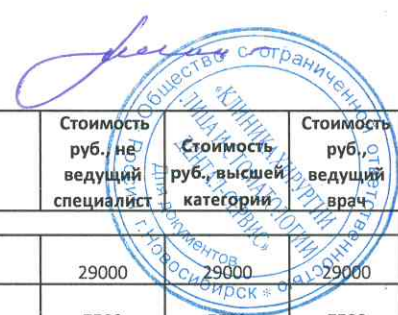 Общество с ограниченной ответственностью
«КЛИНИКА ХИРУРГИИ
ЛИЦА И СТОМАТОЛОГИИ
Для документов
г. Новосибирск *
Стоимость
руб., не
ведущий
специалист
Стоимость
руб., высшей
категории
Стоимость
руб.,
ведущий
врач
29000
29000
29000